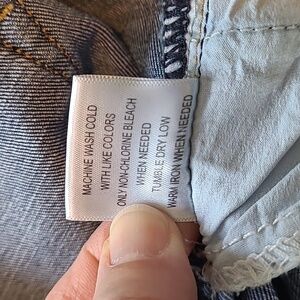 MACHINE WASH COLD
WITH LIKE COLORS
ONLY NON-CHLORINE BLEACH
WHEN NEEDED
TUMBLE DRY LOW
WARM IRON WHEN NEEDED